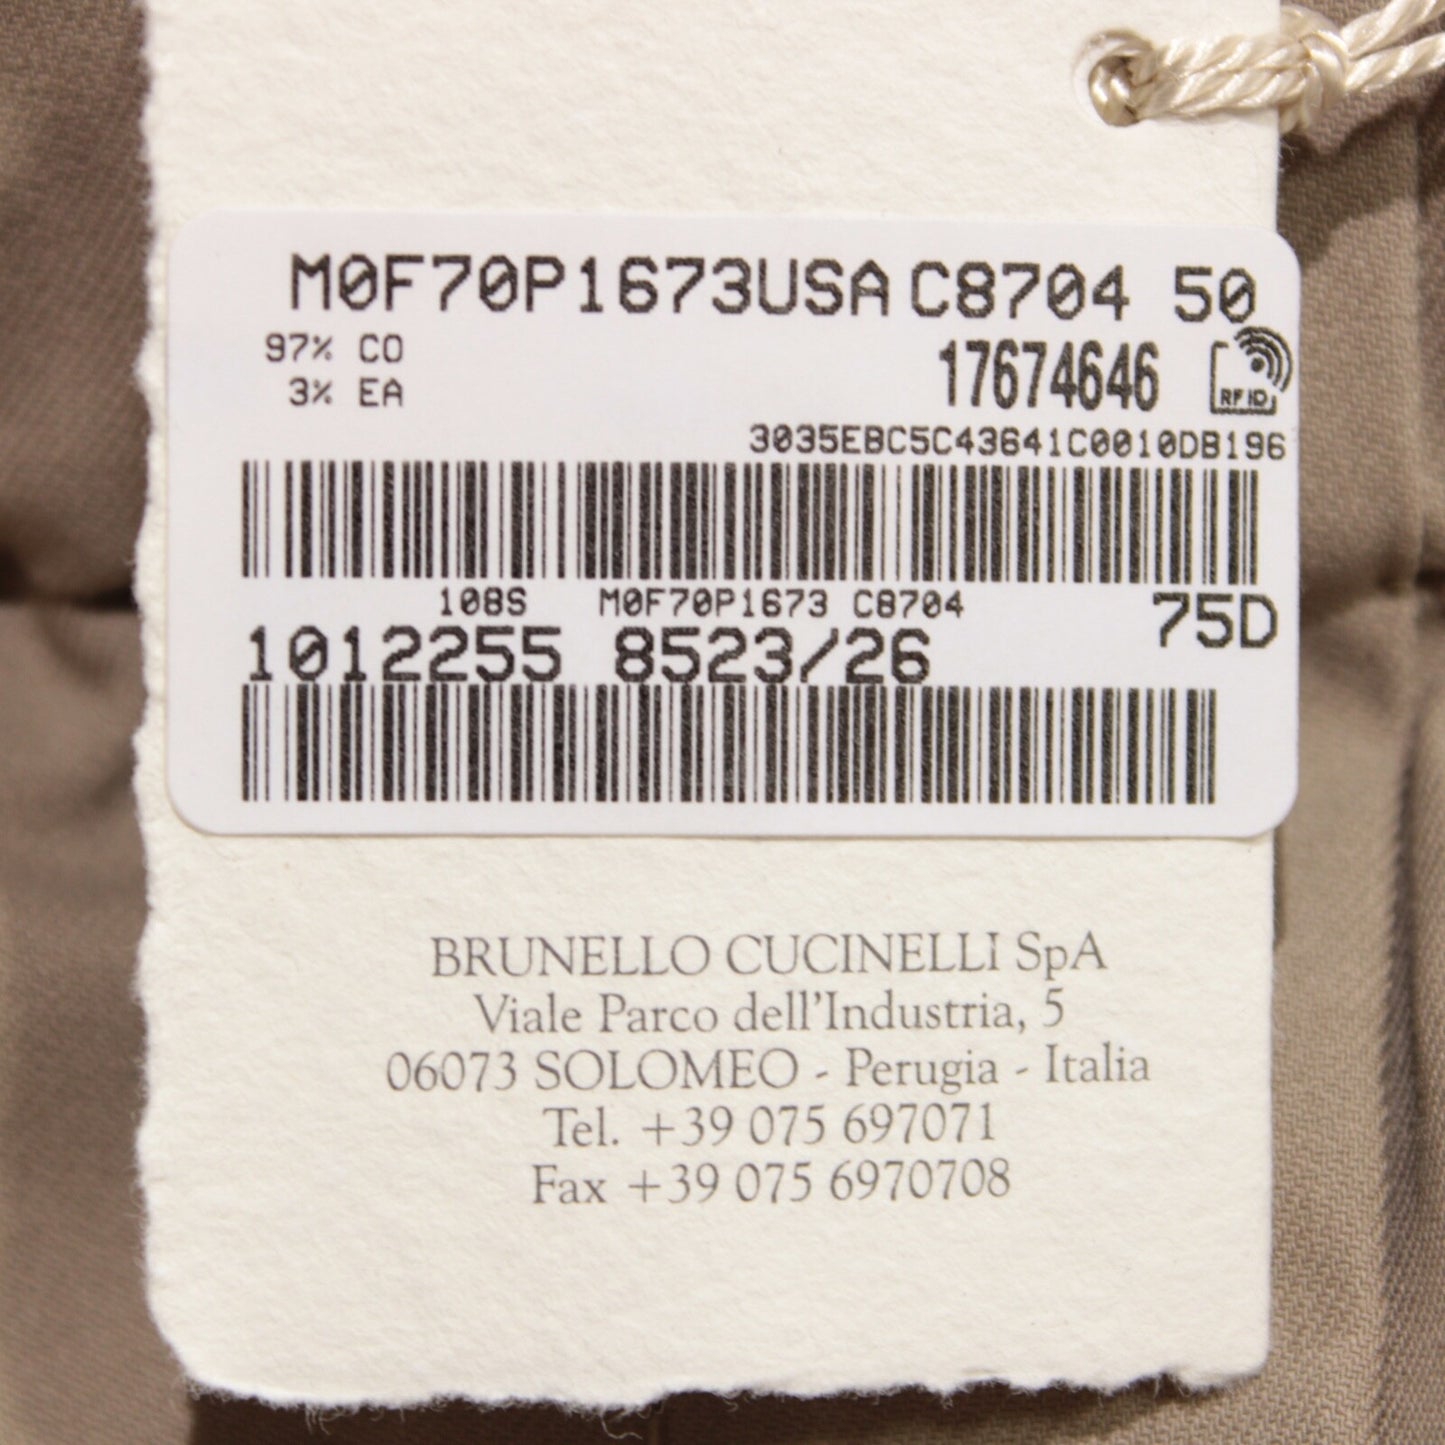 M0F70P1673USA C8704 50
97% CO
3% EA
17674646
RFID
3035EBC5C43641C0010DB196
108S M0F70P1673 C8704
75D
1012255 8523/26
BRUNELLO CUCINELLI SpA
Viale Parco dell'Industria, 5
06073 SOLOMEO - Perugia - Italia
Tel. +39 075 697071
Fax +39 075 6970708